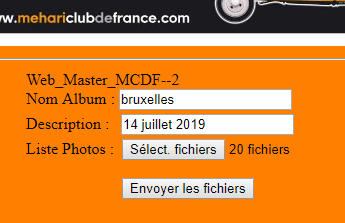 www.mehariclubdefrance.com
Web_Master_MCDF--2
Nom Album : bruxelles
Description : 14 juillet 2019
Liste Photos : Sélect. fichiers 20 fichiers
Envoyer les fichiers